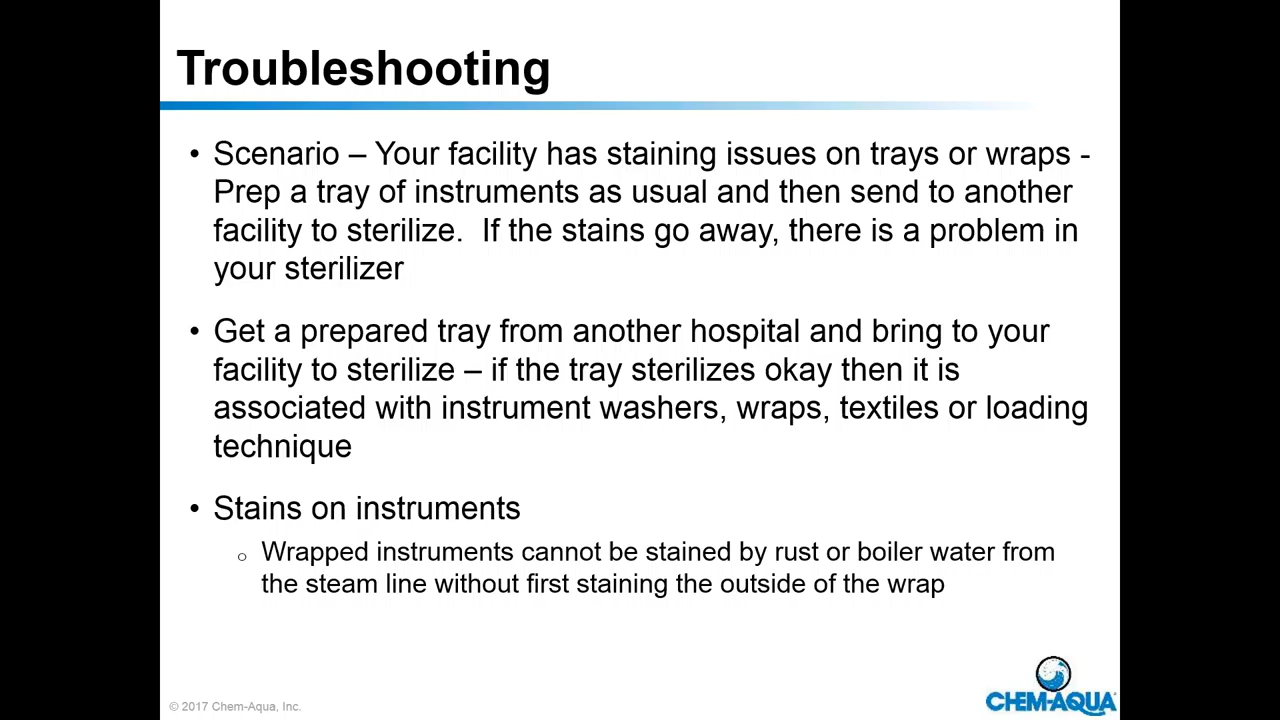 Troubleshooting
• Scenario – Your facility has staining issues on trays or wraps -
Prep a tray of instruments as usual and then send to another
facility to sterilize.  If the stains go away, there is a problem in
your sterilizer
• Get a prepared tray from another hospital and bring to your
facility to sterilize – if the tray sterilizes okay then it is
associated with instrument washers, wraps, textiles or loading
technique
• Stains on instruments
○ Wrapped instruments cannot be stained by rust or boiler water from
the steam line without first staining the outside of the wrap
© 2017 Chem-Aqua, Inc.
CHEM-AQUA